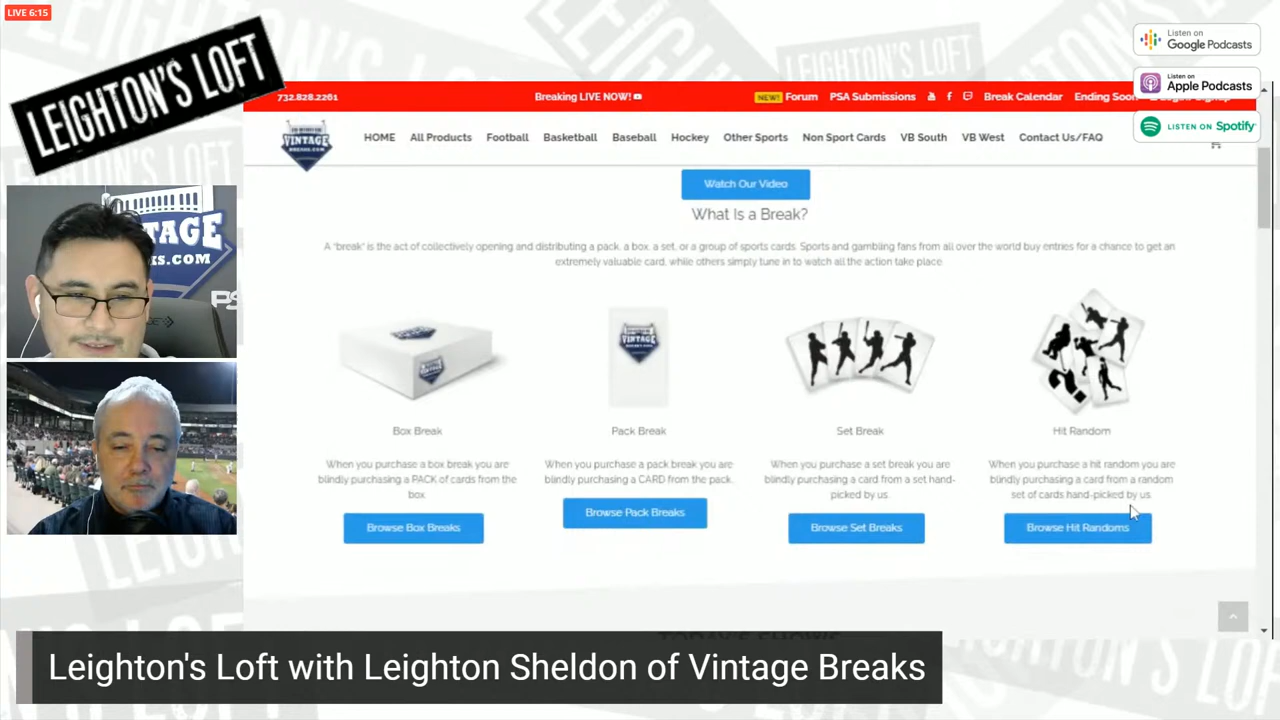 LIVE 6:15
LEIGHTON'S LOFT
Listen on
Google Podcasts
Listen on
Apple Podcasts
LISTEN ON Spotify
732.828.2261
Breaking LIVE NOW!
NEW! Forum
PSA Submissions
Break Calendar
Ending Soon
VINTAGE
BREAKS.COM
HOME
All Products
Football
Basketball
Baseball
Hockey
Other Sports
Non Sport Cards
VB South
VB West
Contact Us/FAQ
Watch Our Video
What Is a Break?
A "break" is the act of collectively opening and distributing a pack, a box, a set, or a group of sports cards. Sports and gambling fans from all over the world buy entries for a chance to get an
extremely valuable card, while others simply tune in to watch all the action take place
Box Break
When you purchase a box break you are
blindly purchasing a PACK of cards from the
box
Browse Box Breaks
Pack Break
When you purchase a pack break you are
blindly purchasing a CARD from the pack.
Browse Pack Breaks
Set Break
When you purchase a set break you are
blindly purchasing a card from a set hand-
picked by us.
Browse Set Breaks
Hit Random
When you purchase a hit random you are
blindly purchasing a card from a random
set of cards hand-picked by us
Browse Hit Randoms
TODAY'S SHOWS
Leighton's Loft with Leighton Sheldon of Vintage Breaks